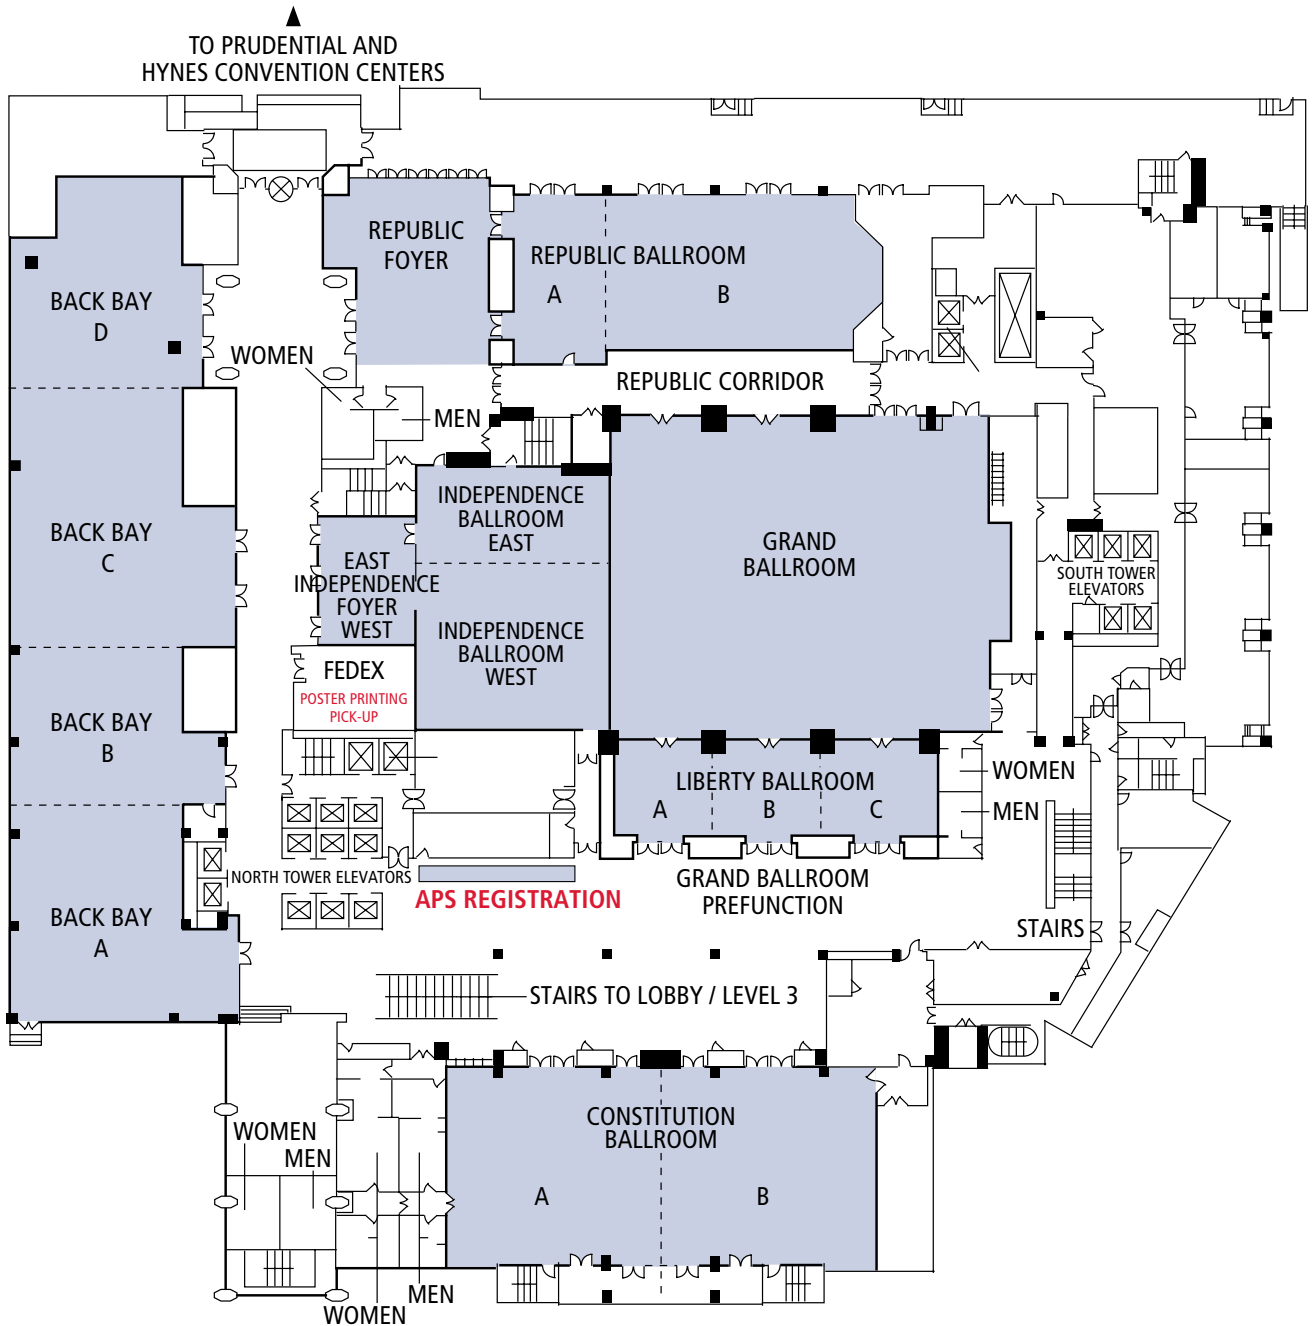 TO PRUDENTIAL AND
HYNES CONVENTION CENTERS
REPUBLIC
FOYER
REPUBLIC BALLROOM
A
B
BACK BAY
D
WOMEN
MEN
REPUBLIC CORRIDOR
INDEPENDENCE
BALLROOM
EAST
BACK BAY
C
EAST
INDEPENDENCE
FOYER
WEST
GRAND
BALLROOM
SOUTH TOWER
ELEVATORS
INDEPENDENCE
BALLROOM
WEST
FEDEX
POSTER PRINTING
PICK-UP
BACK BAY
B
LIBERTY BALLROOM
A
B
C
WOMEN
MEN
NORTH TOWER ELEVATORS
APS REGISTRATION
GRAND BALLROOM
PREFUNCTION
BACK BAY
A
STAIRS
STAIRS TO LOBBY / LEVEL 3
CONSTITUTION
BALLROOM
A
B
WOMEN
MEN
MEN
WOMEN